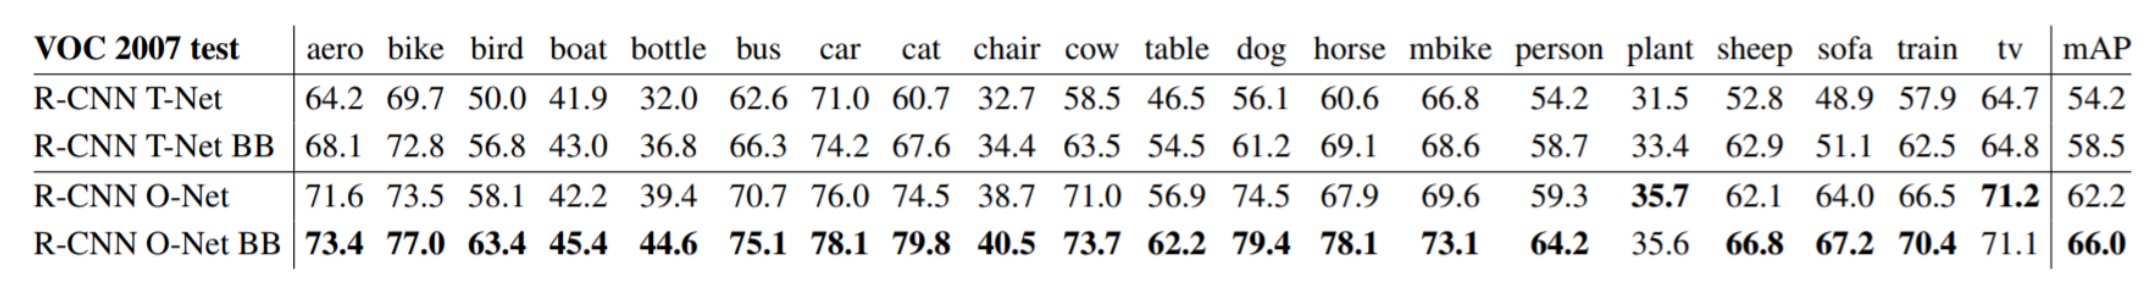 VOC 2007 test aero bike bird boat bottle bus car cat chair cow table dog horse mbike person plant sheep sofa train tv mAP
R-CNN T-Net 64.2 69.7 50.0 41.9 32.0 62.6 71.0 60.7 32.7 58.5 46.5 56.1 60.6 66.8 54.2 31.5 52.8 48.9 57.9 64.7 54.2
R-CNN T-Net BB 68.1 72.8 56.8 43.0 36.8 66.3 74.2 67.6 34.4 63.5 54.5 61.2 69.1 68.6 58.7 33.4 62.9 51.1 62.5 64.8 58.5
R-CNN O-Net 71.6 73.5 58.1 42.2 39.4 70.7 76.0 74.5 38.7 71.0 56.9 74.5 67.9 69.6 59.3 35.7 62.1 64.0 66.5 71.2 62.2
R-CNN O-Net BB 73.4 77.0 63.4 45.4 44.6 75.1 78.1 79.8 40.5 73.7 62.2 79.4 78.1 73.1 64.2 35.6 66.8 67.2 70.4 71.1 66.0